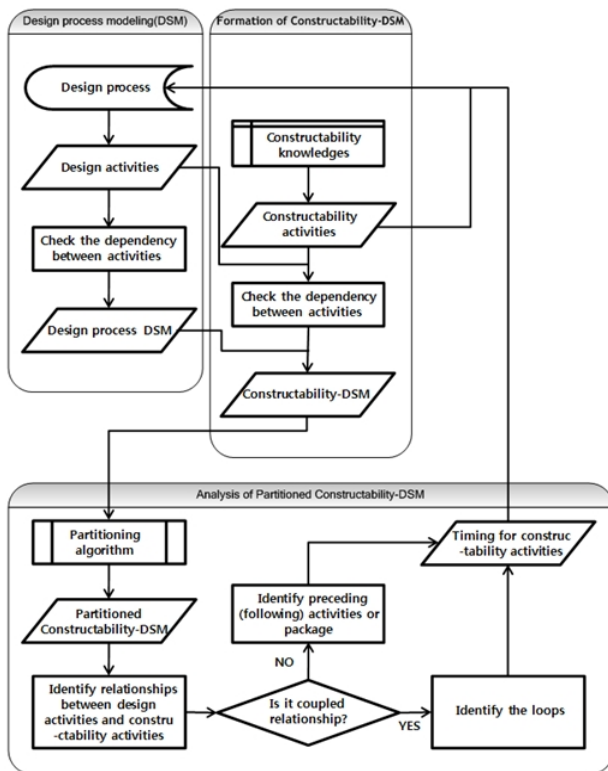 Design process modeling(DSM)
Design process
Design activities
Check the dependency
between activities
Design process DSM
Formation of Constructability-DSM
Constructability
knowledges
Constructability
activities
Check the dependency
between activities
Constructability-DSM
Analysis of Partitioned Constructability-DSM
Partitioning
algorithm
Partitioned
Constructability-DSM
Identify relationships
between design
activities and constru
-ctability activities
Is it coupled
relationship?
NO
Identify preceding
(following) activities or
package
YES
Identify the loops
Timing for construc
-tability activities